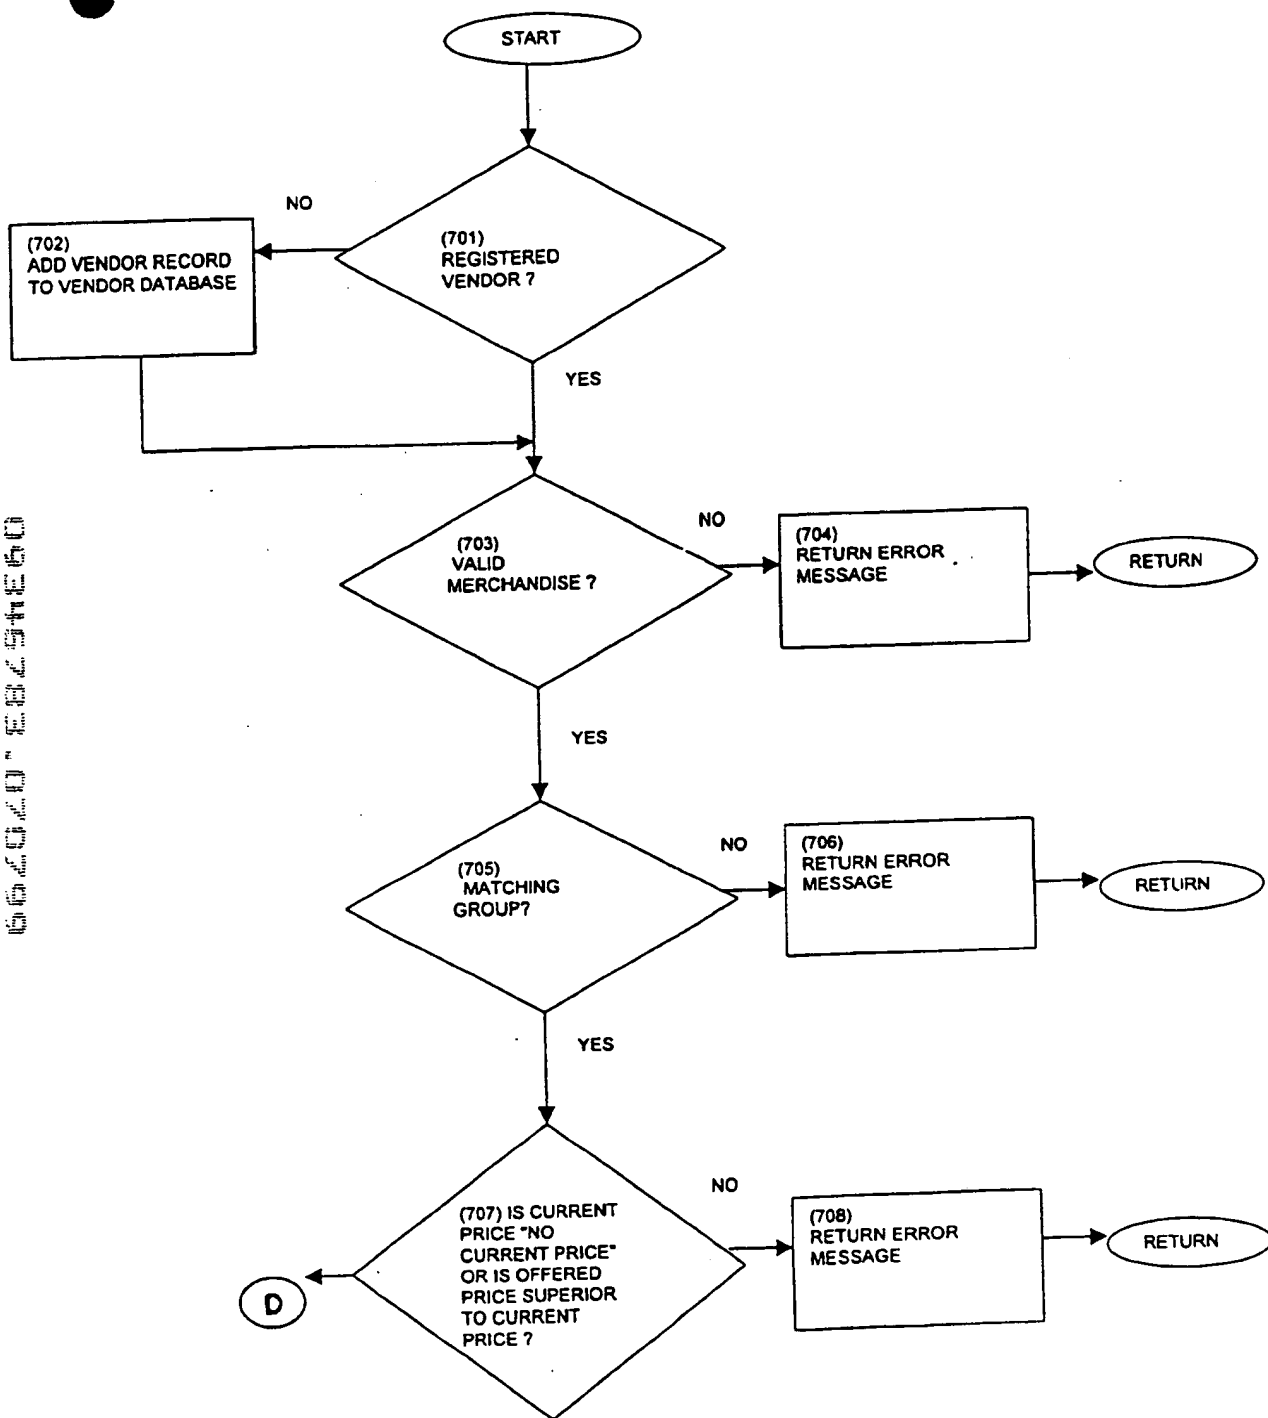 START
NO
(701)
REGISTERED
VENDOR ?
(702)
ADD VENDOR RECORD
TO VENDOR DATABASE
YES
NO
(703)
VALID
MERCHANDISE ?
(704)
RETURN ERROR
MESSAGE
RETURN
YES
NO
(705)
MATCHING
GROUP?
(706)
RETURN ERROR
MESSAGE
RETURN
YES
NO
(707) IS CURRENT
PRICE "NO
CURRENT PRICE"
OR IS OFFERED
PRICE SUPERIOR
TO CURRENT
PRICE ?
(708)
RETURN ERROR
MESSAGE
RETURN
D
09345783.070799